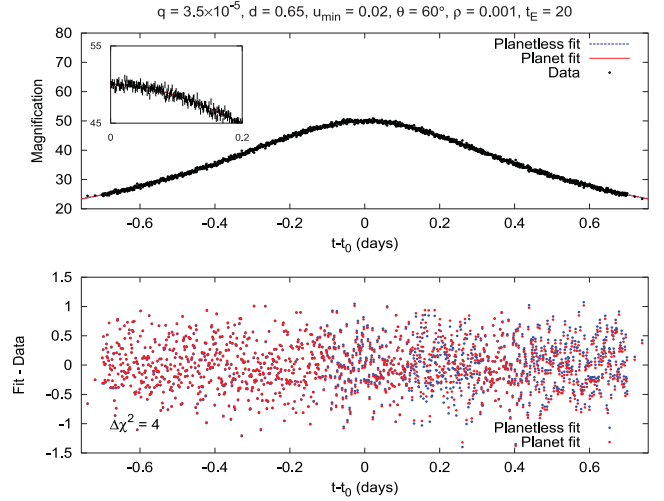 q = 3.5×10⁻⁵, d = 0.65, u_min = 0.02, θ = 60°, ρ = 0.001, t_E = 20
80
70
60
50
40
30
20
Magnification
55
45
0
0.2
Planetless fit
Planet fit
Data
-0.6
-0.4
-0.2
0
0.2
0.4
0.6
t-t₀ (days)
1.5
1
0.5
0
-0.5
-1
-1.5
Fit - Data
Δχ² = 4
Planetless fit
Planet fit
-0.6
-0.4
-0.2
0
0.2
0.4
0.6
t-t₀ (days)